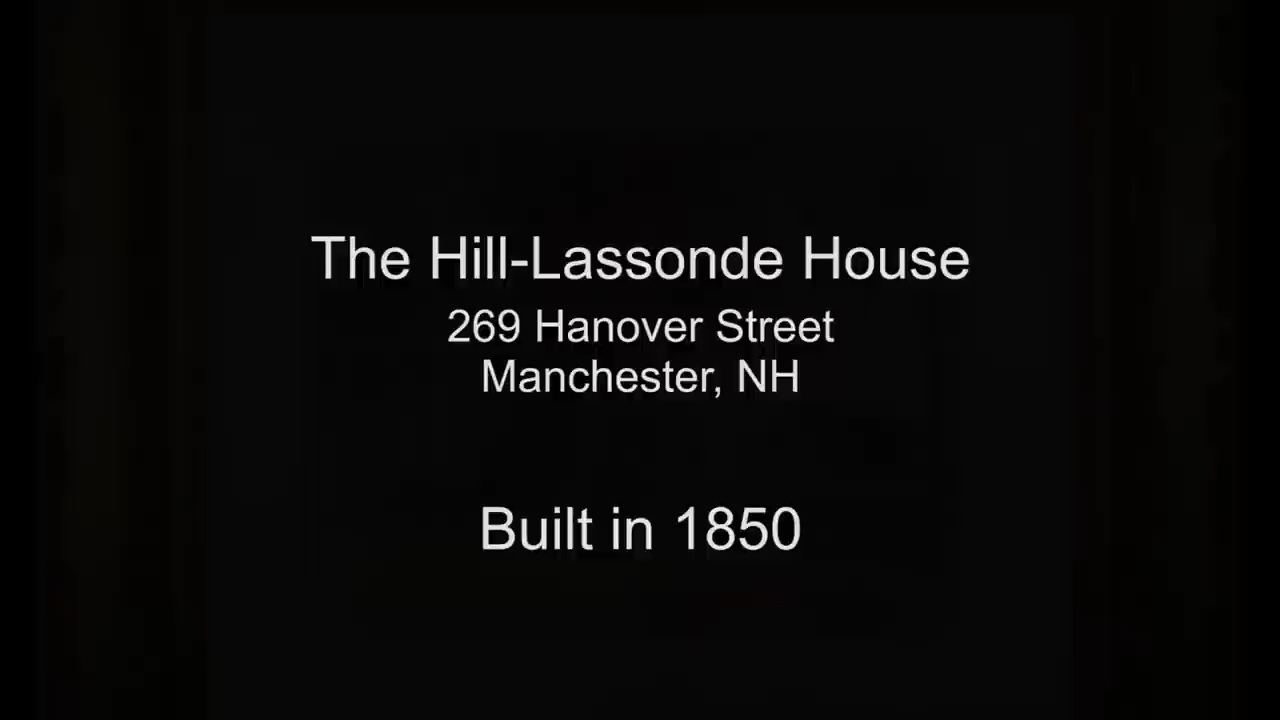 The Hill-Lassonde House
269 Hanover Street
Manchester, NH
Built in 1850